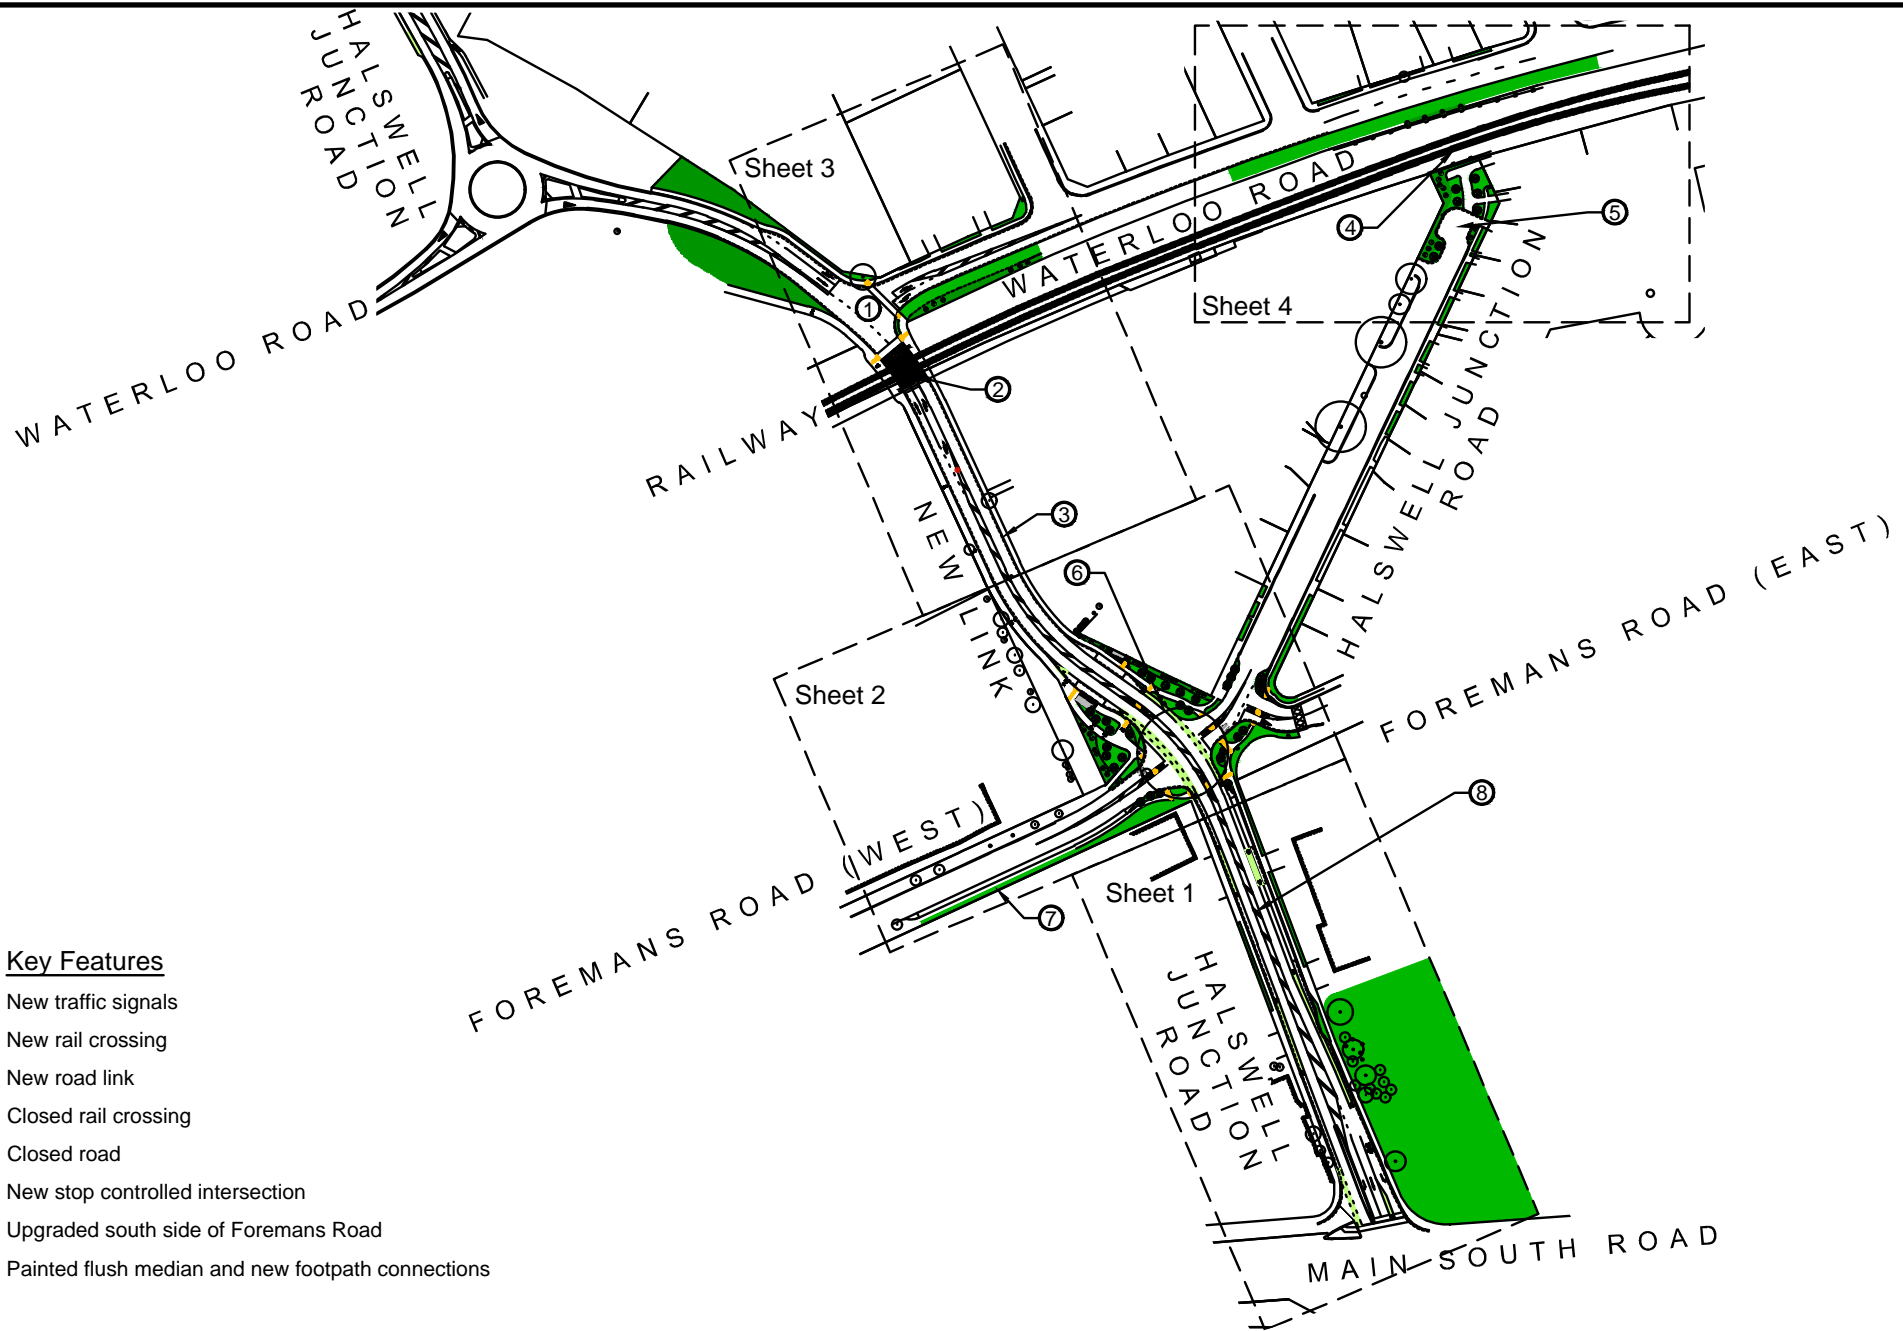 HALSWELL
JUNCTION
ROAD
Sheet 3
WATERLOO ROAD
Sheet 4
4
5
1
2
WATERLOO ROAD
RAILWAY
HALSWELL JUNCTION
ROAD
NEW LINK
3
6
FOREMANS ROAD (EAST)
Sheet 2
8
FOREMANS ROAD (WEST)
Sheet 1
7
HALSWELL
JUNCTION
ROAD
MAIN SOUTH ROAD
Key Features
New traffic signals
New rail crossing
New road link
Closed rail crossing
Closed road
New stop controlled intersection
Upgraded south side of Foremans Road
Painted flush median and new footpath connections